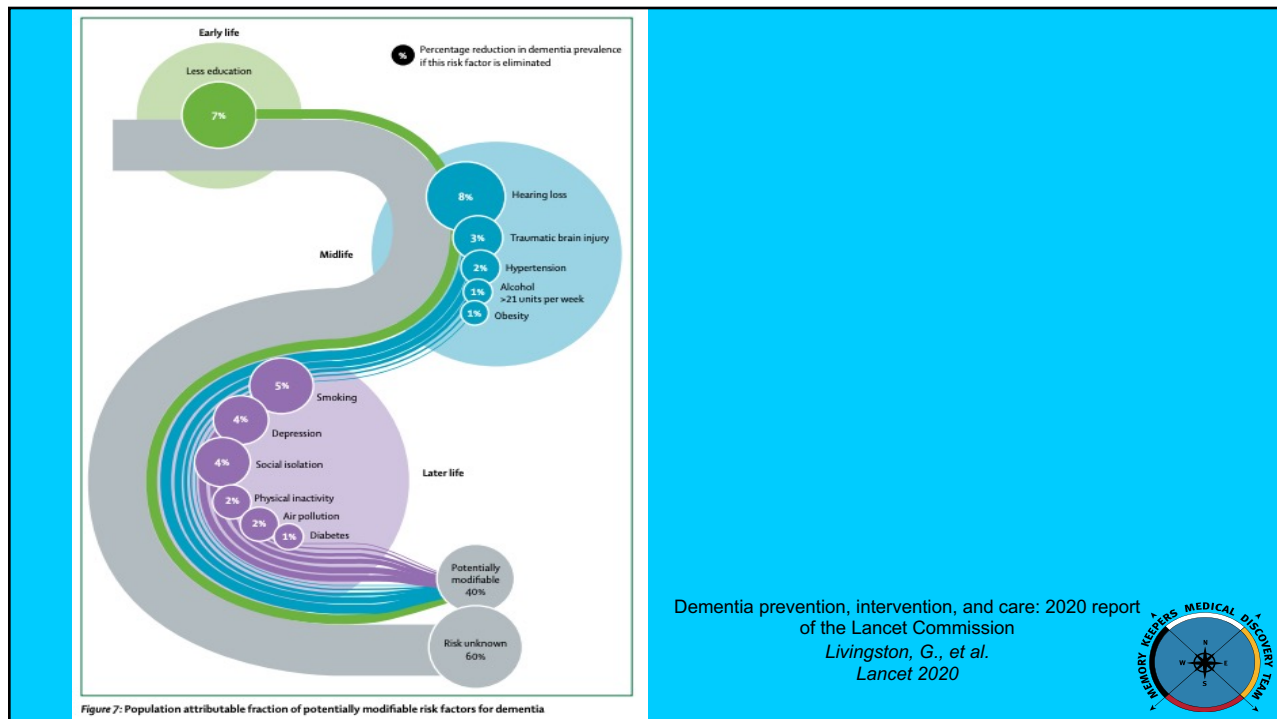 Early life
Less education
7%
%
Percentage reduction in dementia prevalence
if this risk factor is eliminated
Midlife
8%
Hearing loss
3%
Traumatic brain injury
2%
Hypertension
1%
Alcohol
>21 units per week
1%
Obesity
5%
Smoking
4%
Depression
4%
Social isolation
Later life
2%
Physical inactivity
2%
Air pollution
1%
Diabetes
Potentially
modifiable
40%
Risk unknown
60%
Figure 7: Population attributable fraction of potentially modifiable risk factors for dementia
Dementia prevention, intervention, and care: 2020 report
of the Lancet Commission
Livingston, G., et al.
Lancet 2020
MEMORY KEEPERS MEDICAL DISCOVERY TEAM
N
W
E
S